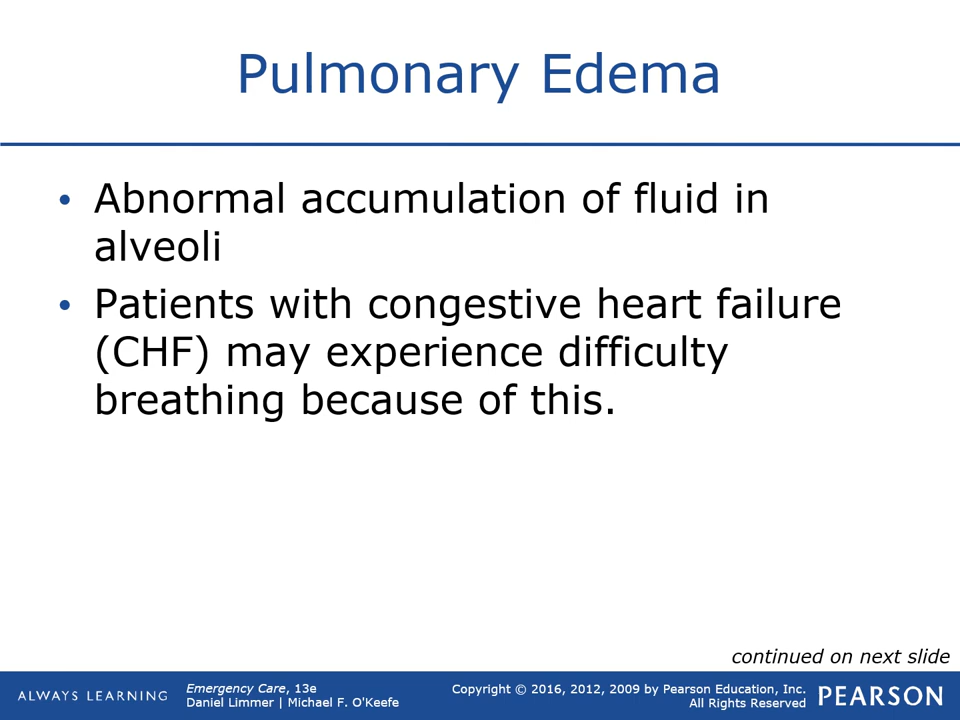 Pulmonary Edema
• Abnormal accumulation of fluid in
alveoli
• Patients with congestive heart failure
(CHF) may experience difficulty
breathing because of this.
continued on next slide
ALWAYS LEARNING
Emergency Care, 13e
Daniel Limmer | Michael F. O'Keefe
Copyright © 2016, 2012, 2009 by Pearson Education, Inc.
All Rights Reserved
PEARSON